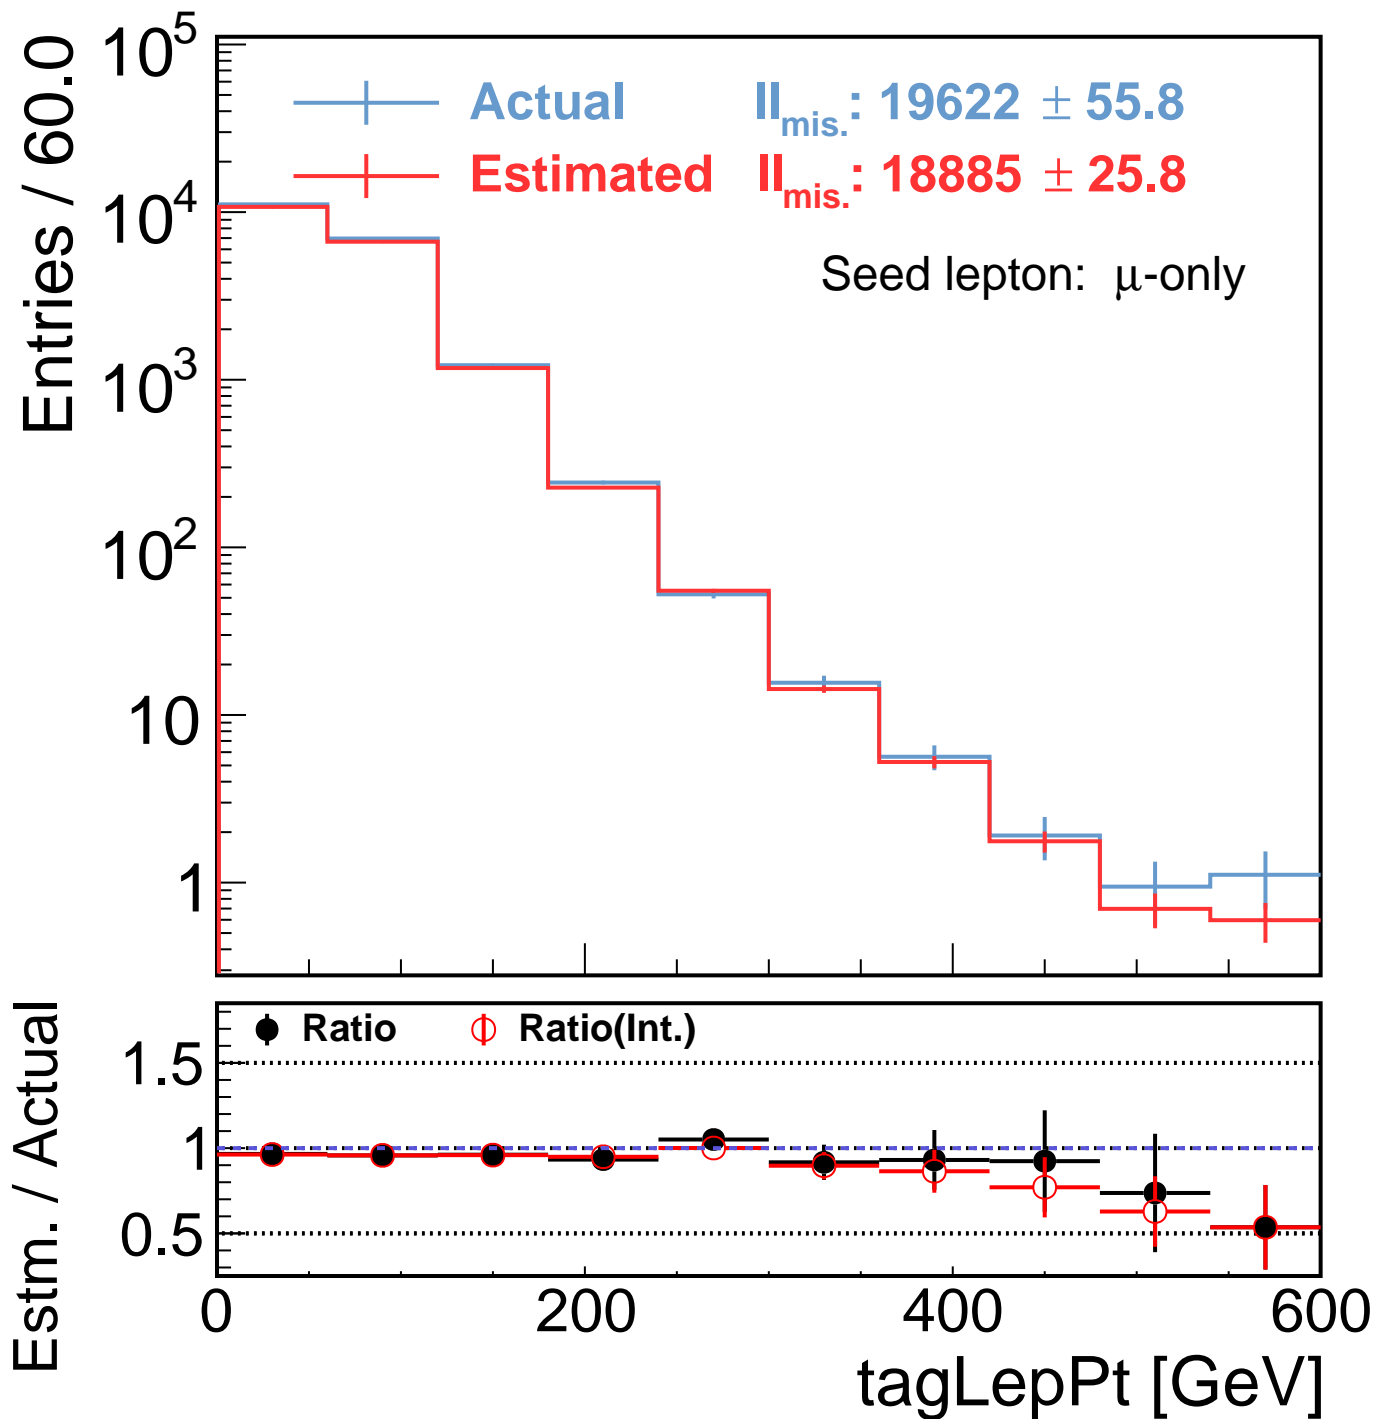 Entries / 60.0
10^5
10^4
10^3
10^2
10
1
Actual ll_mis.: 19622 ± 55.8
Estimated ll_mis.: 18885 ± 25.8
Seed lepton: μ-only
Estm. / Actual
1.5
1
0.5
Ratio Ratio(Int.)
0 200 400 600
tagLepPt [GeV]